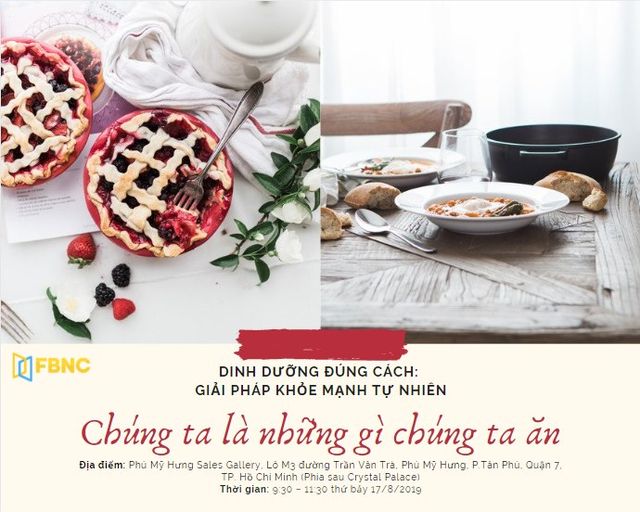 FBNC
DINH DƯỠNG ĐÚNG CÁCH:
GIẢI PHÁP KHỎE MẠNH TỰ NHIÊN
Chúng ta là những gì chúng ta ăn
Địa điểm: Phú Mỹ Hưng Sales Gallery, Lô M3 đường Trần Văn Trà, Phú Mỹ Hưng, P.Tân Phú, Quận 7,
TP. Hồ Chí Minh (Phía sau Crystal Palace)
Thời gian: 9:30 – 11:30 thứ bảy 17/8/2019